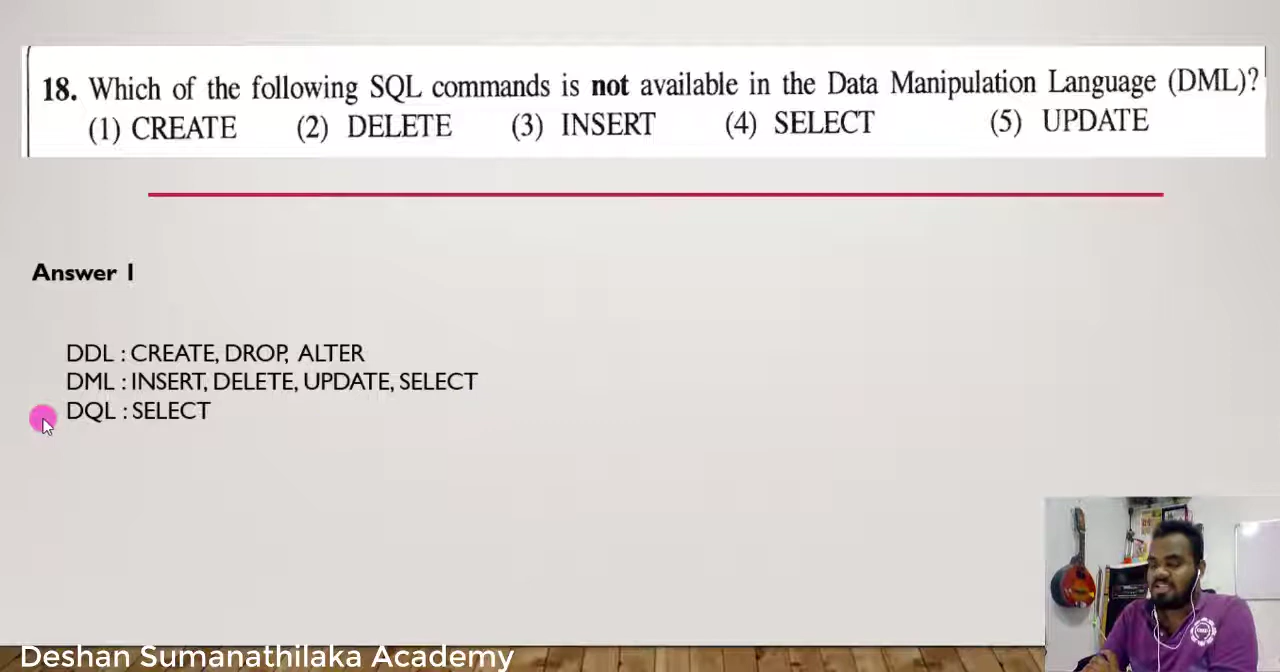 18. Which of the following SQL commands is not available in the Data Manipulation Language (DML)?
(1) CREATE (2) DELETE (3) INSERT (4) SELECT (5) UPDATE
Answer 1
DDL : CREATE, DROP, ALTER
DML : INSERT, DELETE, UPDATE, SELECT
DQL : SELECT
Deshan Sumanathilaka Academy